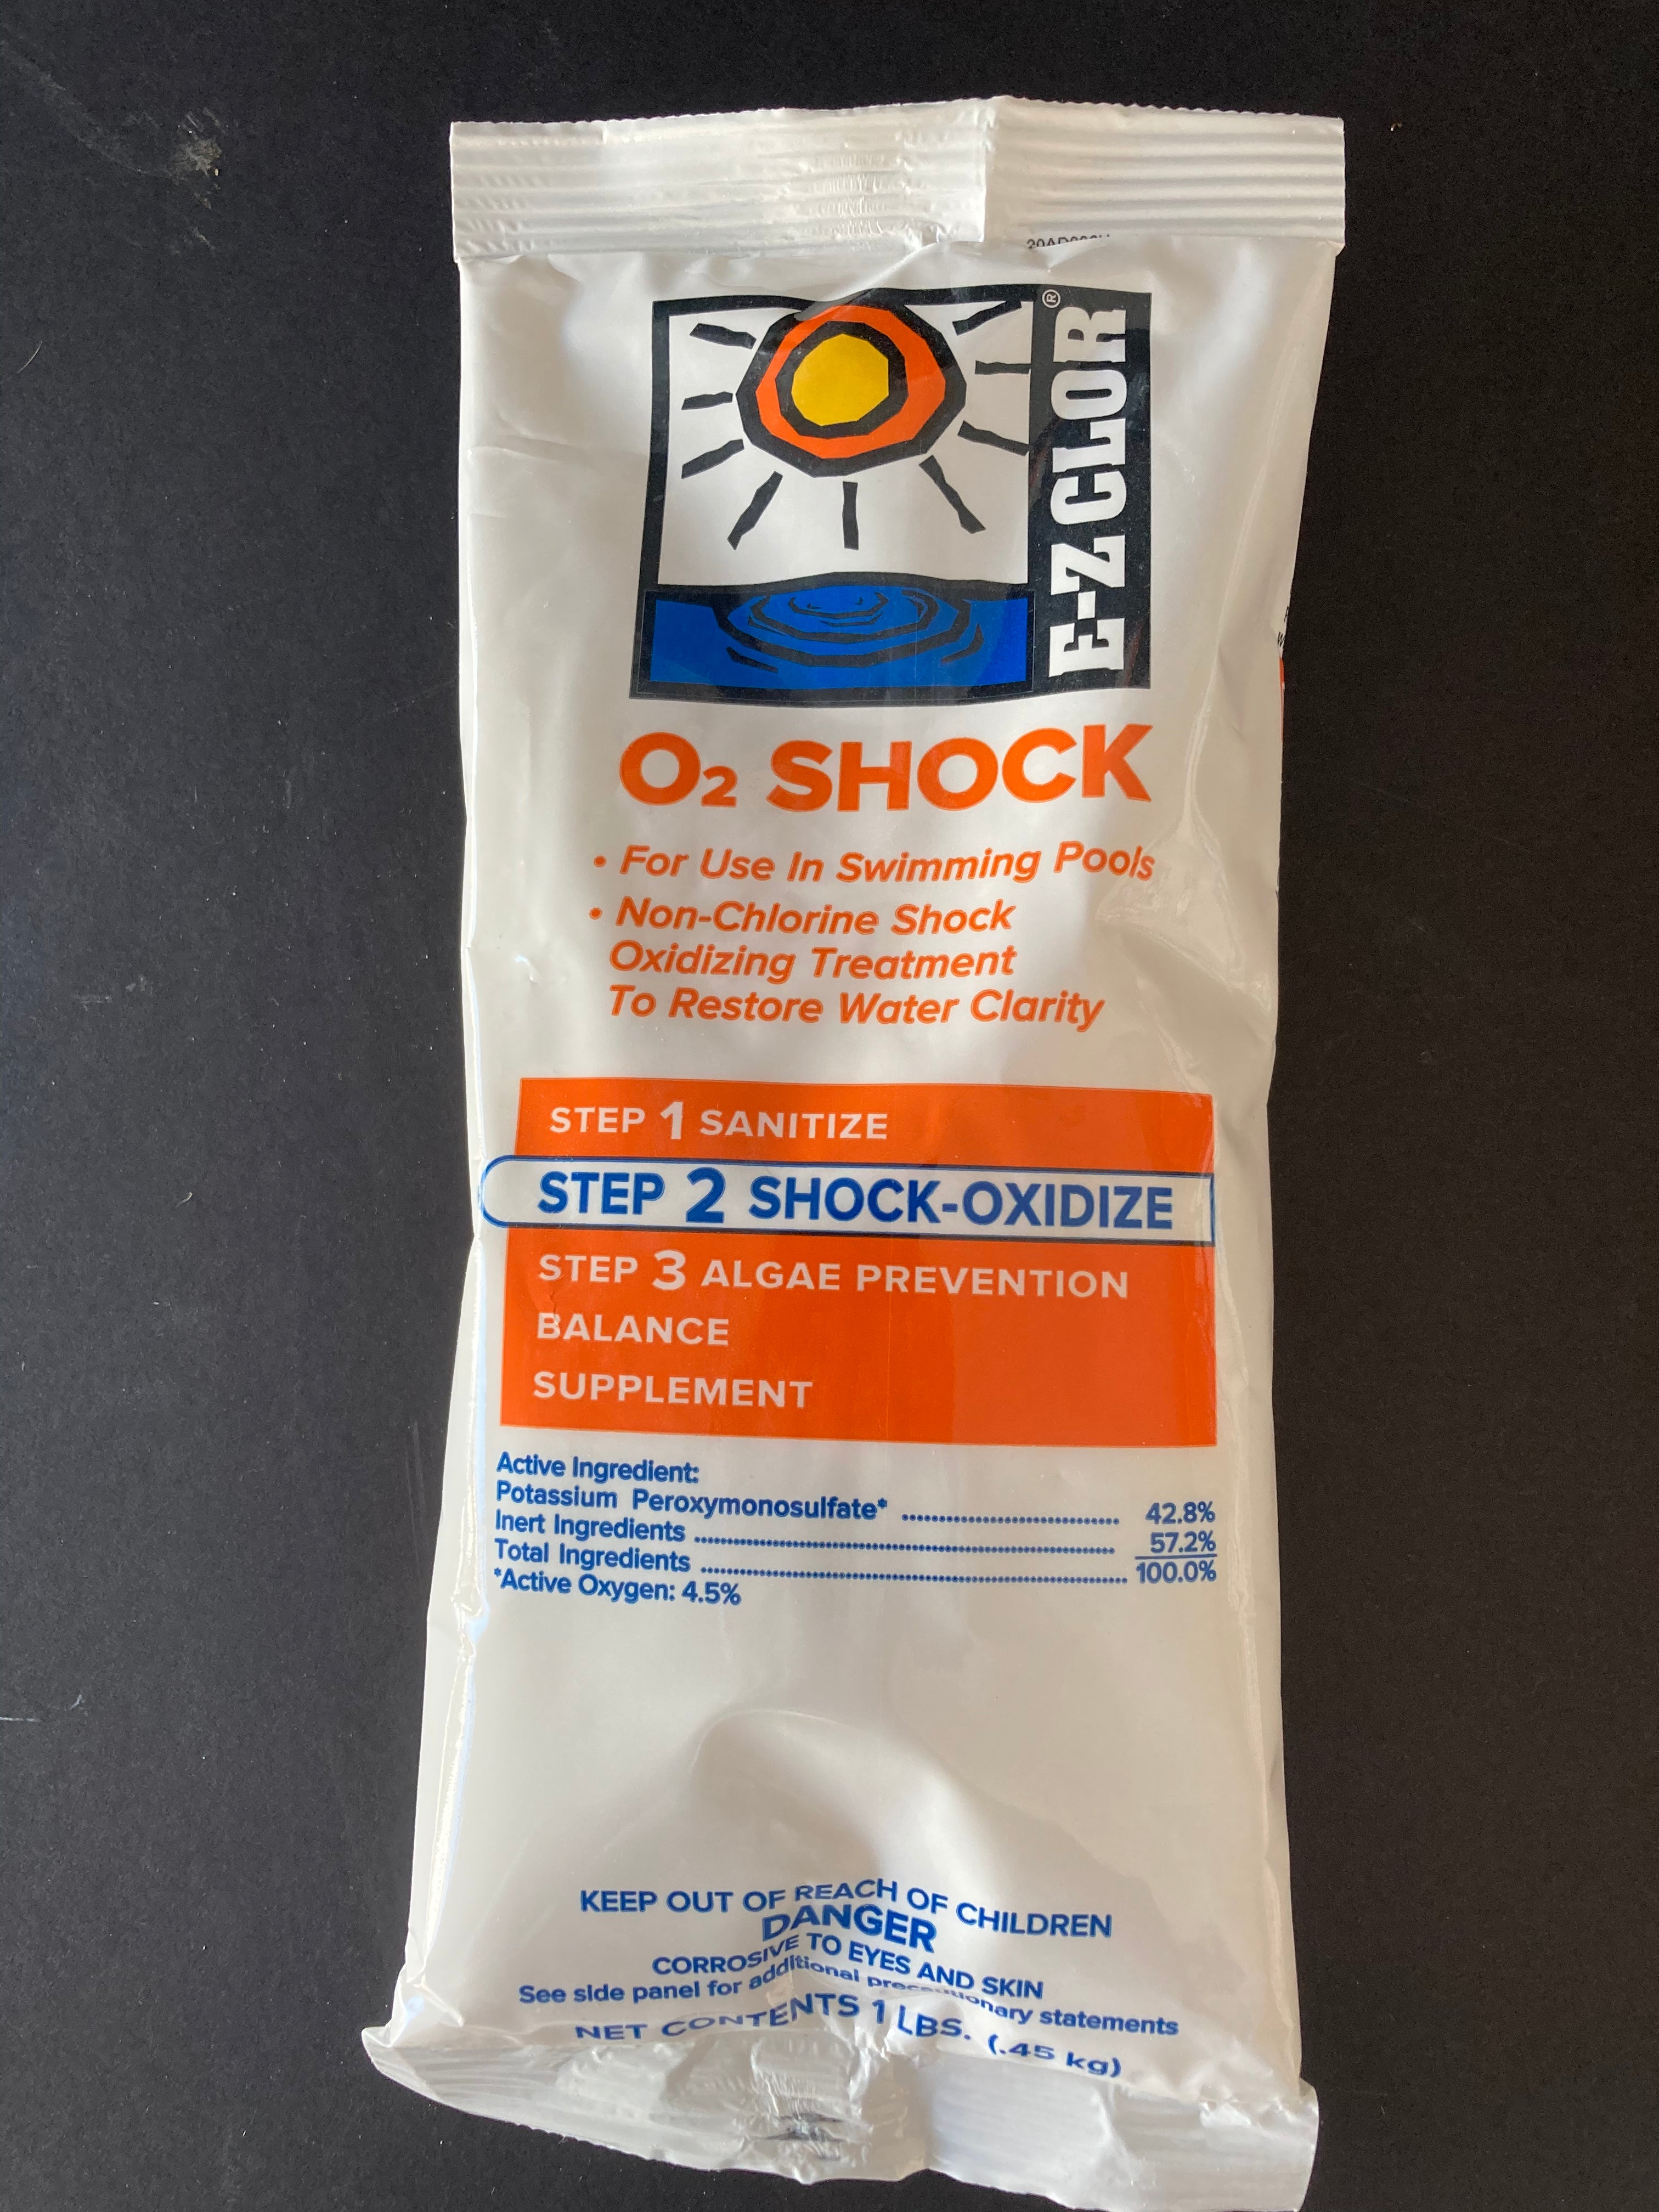 E-Z CLOR®
O2 SHOCK
• For Use In Swimming Pools
• Non-Chlorine Shock
Oxidizing Treatment
To Restore Water Clarity
STEP 1 SANITIZE
STEP 2 SHOCK-OXIDIZE
STEP 3 ALGAE PREVENTION
BALANCE
SUPPLEMENT
Active Ingredient:
Potassium Peroxymonosulfate* ........................ 42.8%
Inert Ingredients ........................ 57.2%
Total Ingredients ........................ 100.0%
*Active Oxygen: 4.5%
KEEP OUT OF REACH OF CHILDREN
DANGER
CORROSIVE TO EYES AND SKIN
See side panel for additional precautionary statements
NET CONTENTS 1 LBS. (.45 kg)